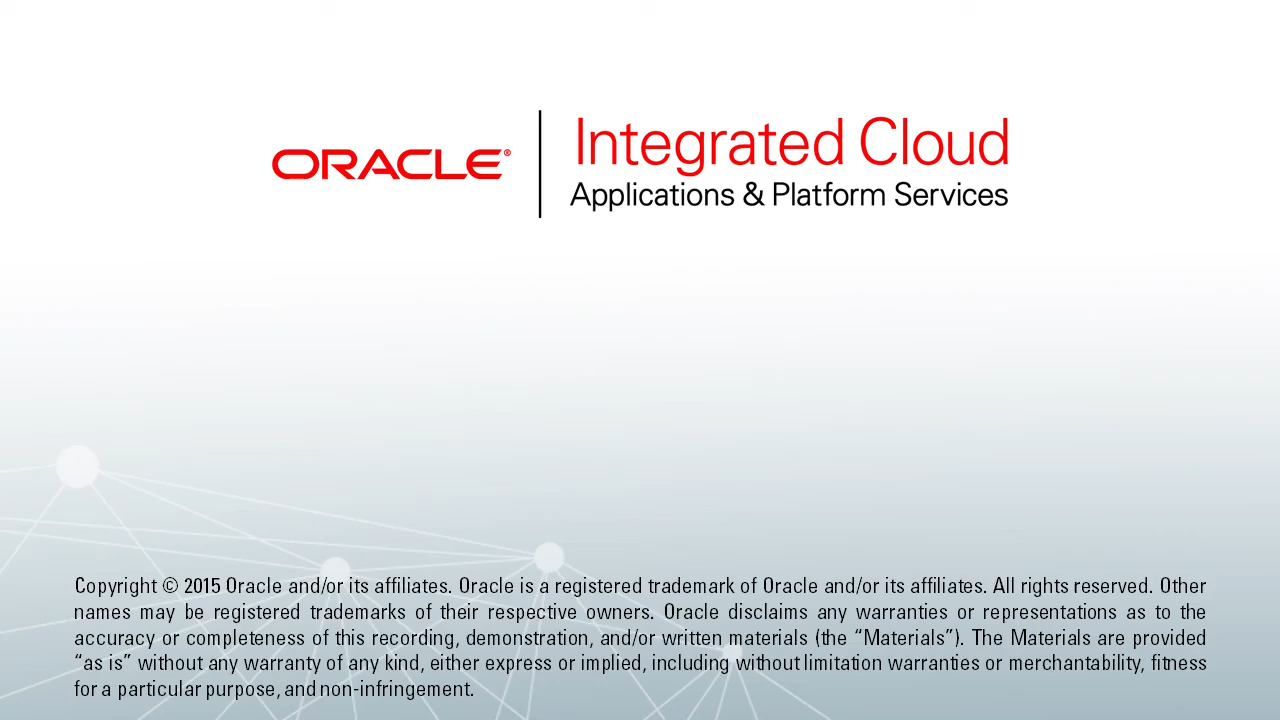 ORACLE®
Integrated Cloud
Applications & Platform Services
Copyright © 2015 Oracle and/or its affiliates. Oracle is a registered trademark of Oracle and/or its affiliates. All rights reserved. Other
names may be registered trademarks of their respective owners. Oracle disclaims any warranties or representations as to the
accuracy or completeness of this recording, demonstration, and/or written materials (the “Materials”). The Materials are provided
“as is” without any warranty of any kind, either express or implied, including without limitation warranties or merchantability, fitness
for a particular purpose, and non-infringement.